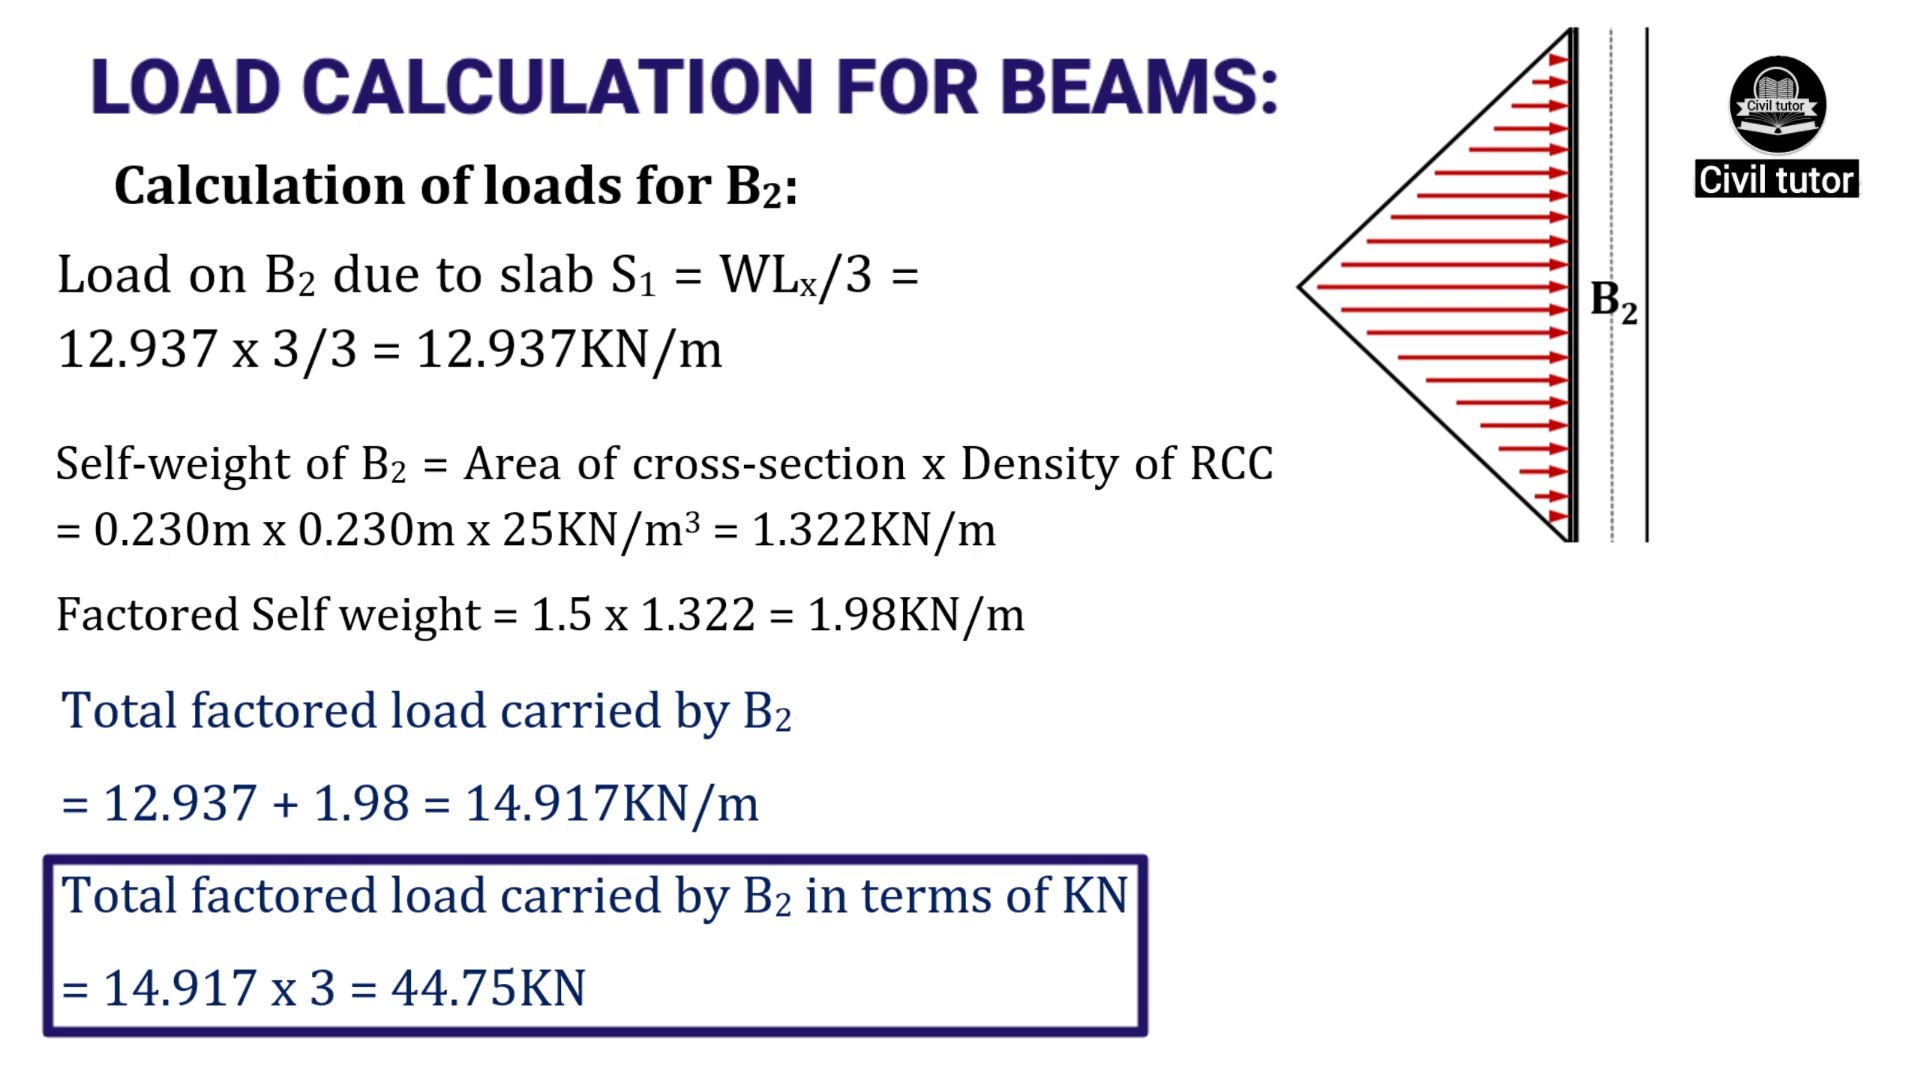 LOAD CALCULATION FOR BEAMS:
Civil tutor
Civil tutor
Calculation of loads for B₂:
Load on B₂ due to slab S₁ = WLₓ/3 =
12.937 x 3/3 = 12.937KN/m
B₂
Self-weight of B₂ = Area of cross-section x Density of RCC
= 0.230m x 0.230m x 25KN/m³ = 1.322KN/m
Factored Self weight = 1.5 x 1.322 = 1.98KN/m
Total factored load carried by B₂
= 12.937 + 1.98 = 14.917KN/m
Total factored load carried by B₂ in terms of KN
= 14.917 x 3 = 44.75KN